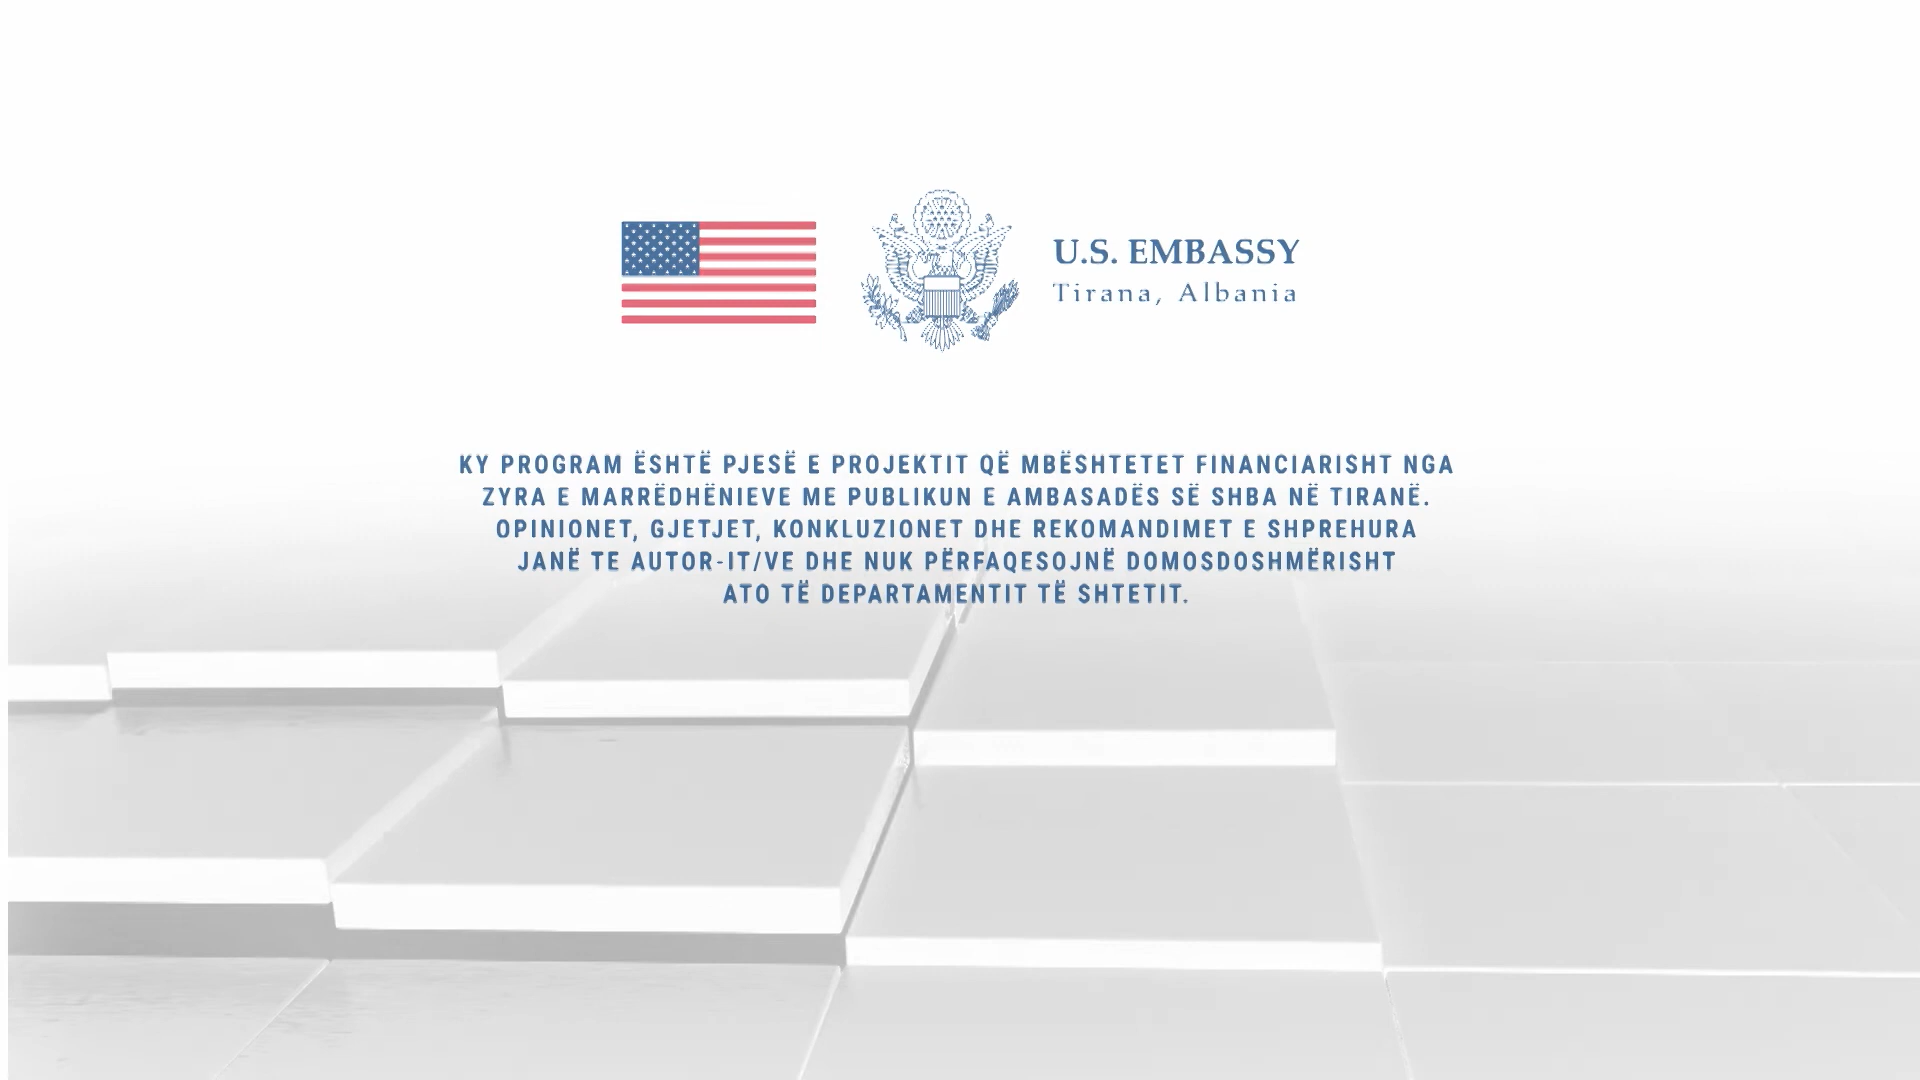 U.S. EMBASSY
Tirana, Albania
KY PROGRAM ËSHTË PJESË E PROJEKTIT QË MBËSHTETET FINANCIARISHT NGA
ZYRA E MARRËDHËNIEVE ME PUBLIKUN E AMBASADËS SË SHBA NË TIRANË.
OPINIONET, GJETJET, KONKLUZIONET DHE REKOMANDIMET E SHPREHURA
JANË TE AUTOR-IT/VE DHE NUK PËRFAQESOJNË DOMOSDOSHMËRISHT
ATO TË DEPARTAMENTIT TË SHTETIT.